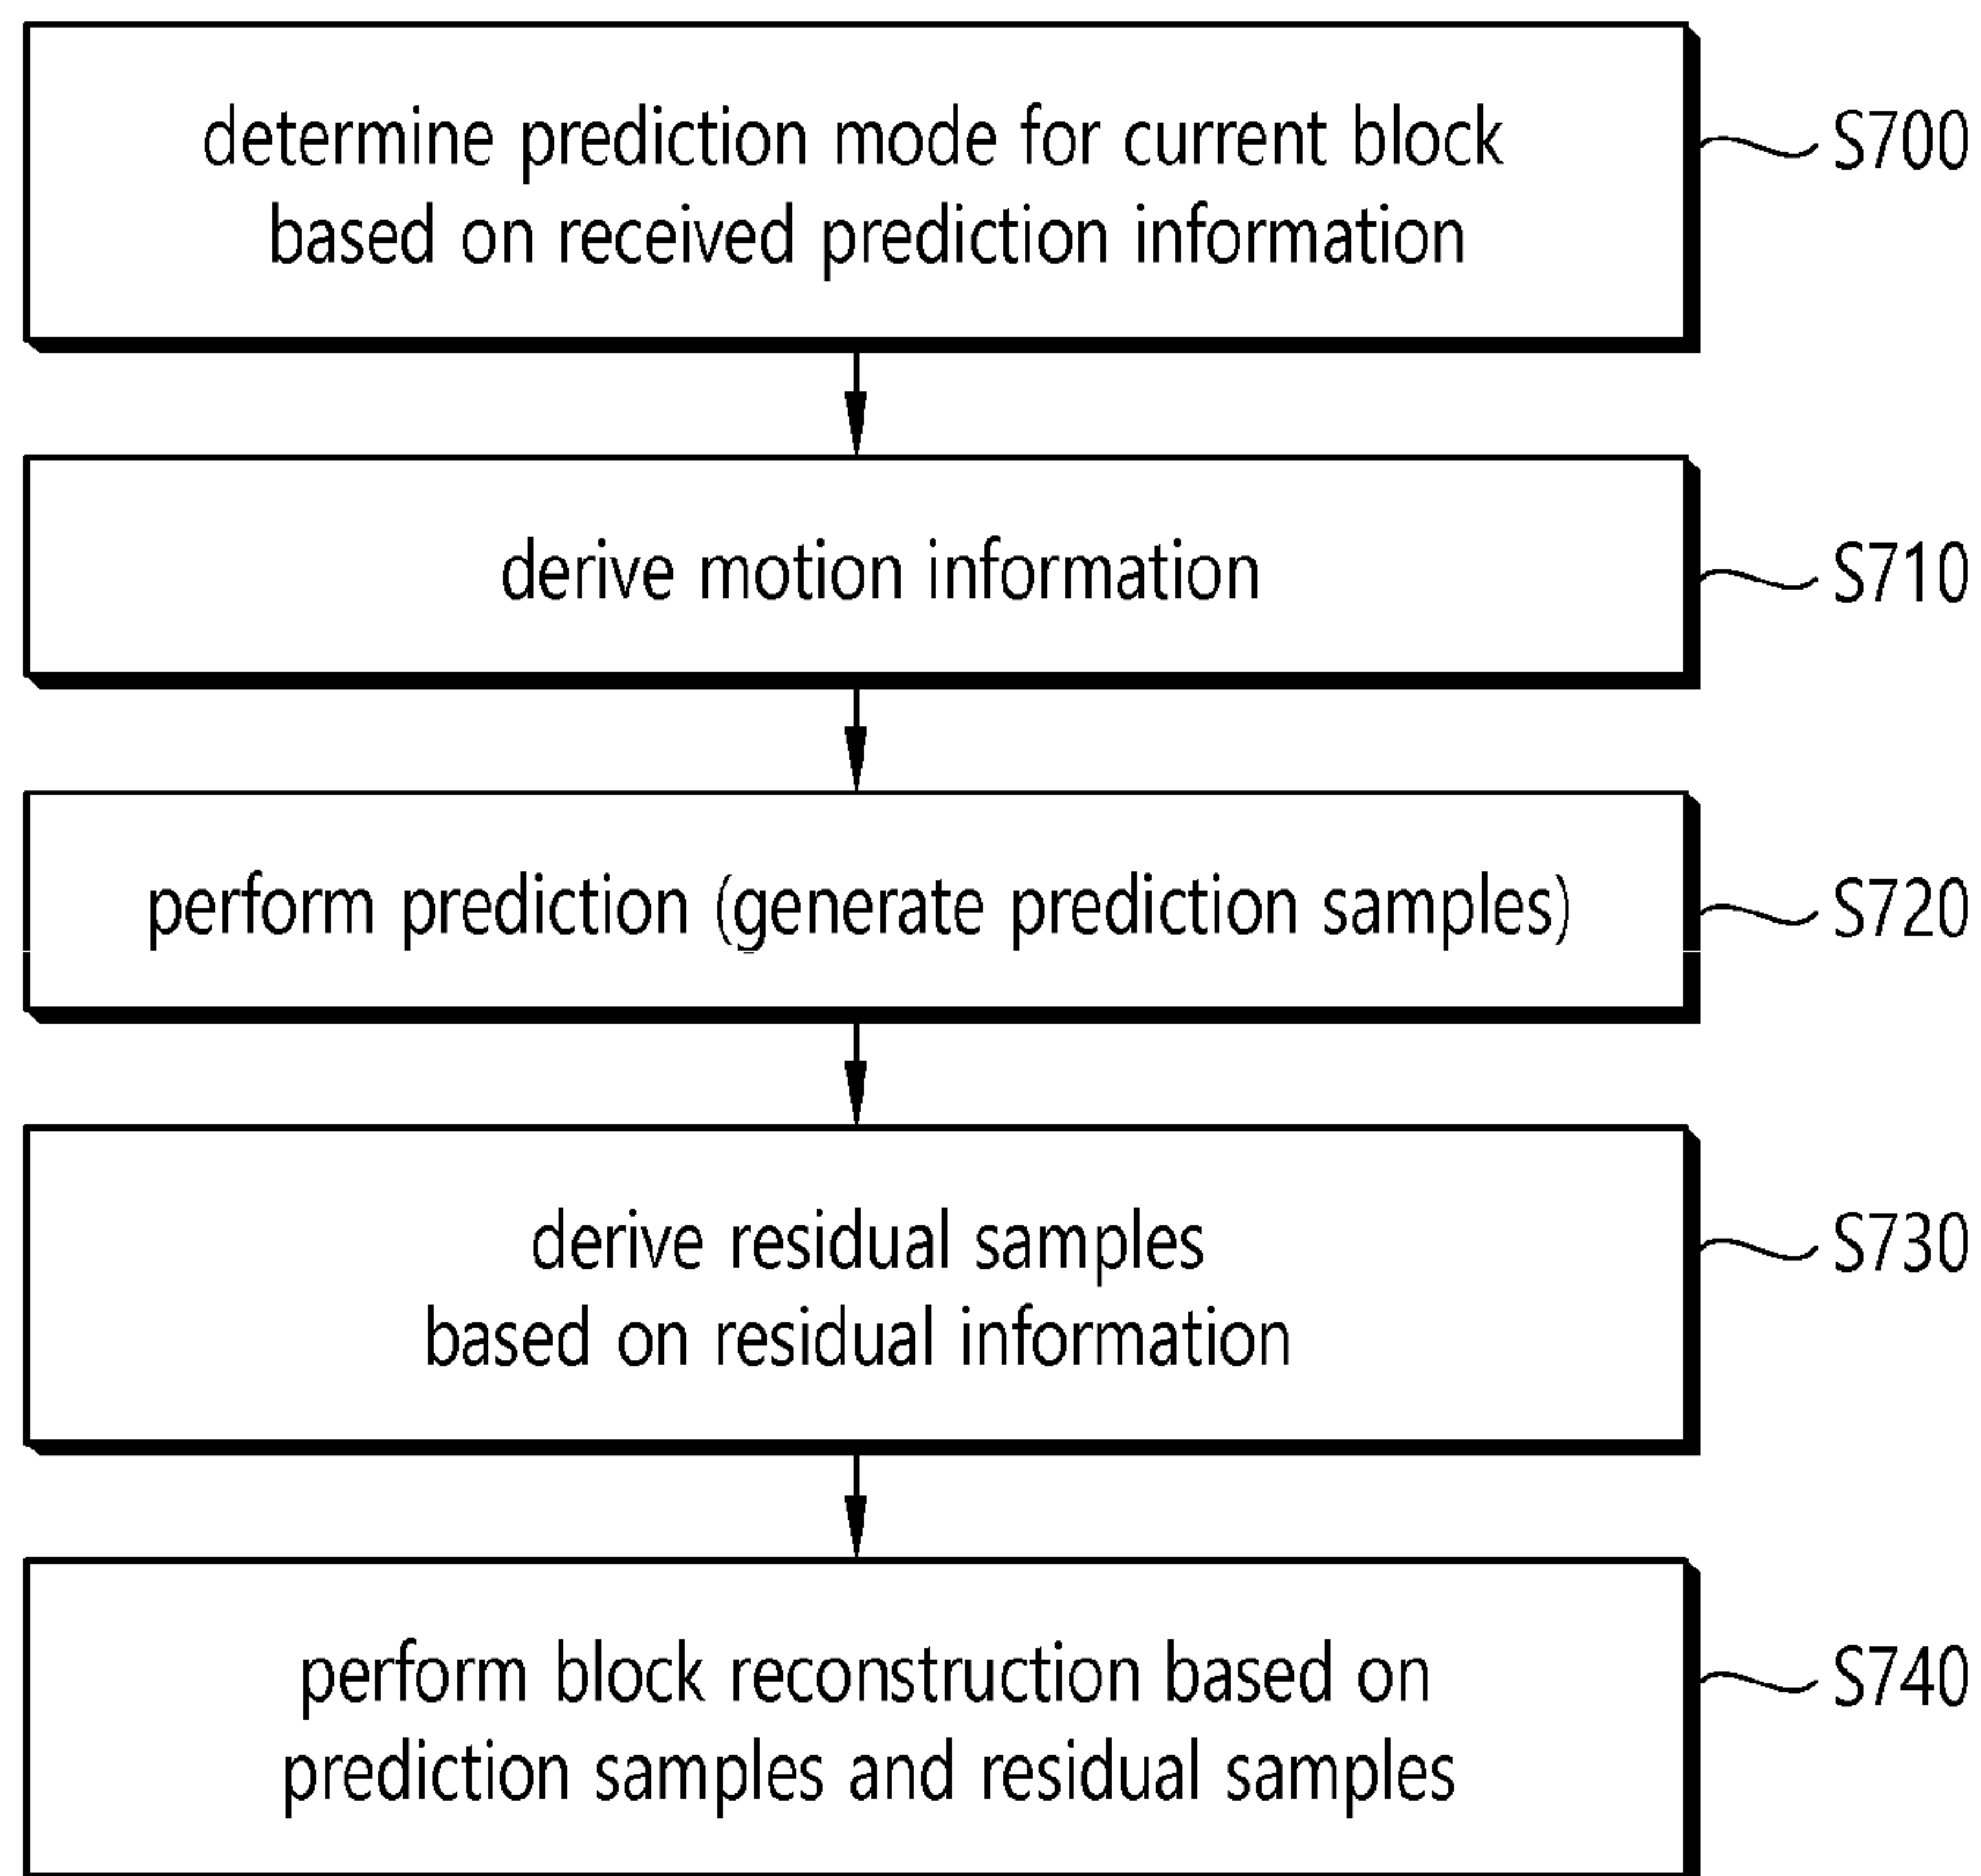 determine prediction mode for current block
based on received prediction information
S700
derive motion information
S710
perform prediction (generate prediction samples)
S720
derive residual samples
based on residual information
S730
perform block reconstruction based on
prediction samples and residual samples
S740